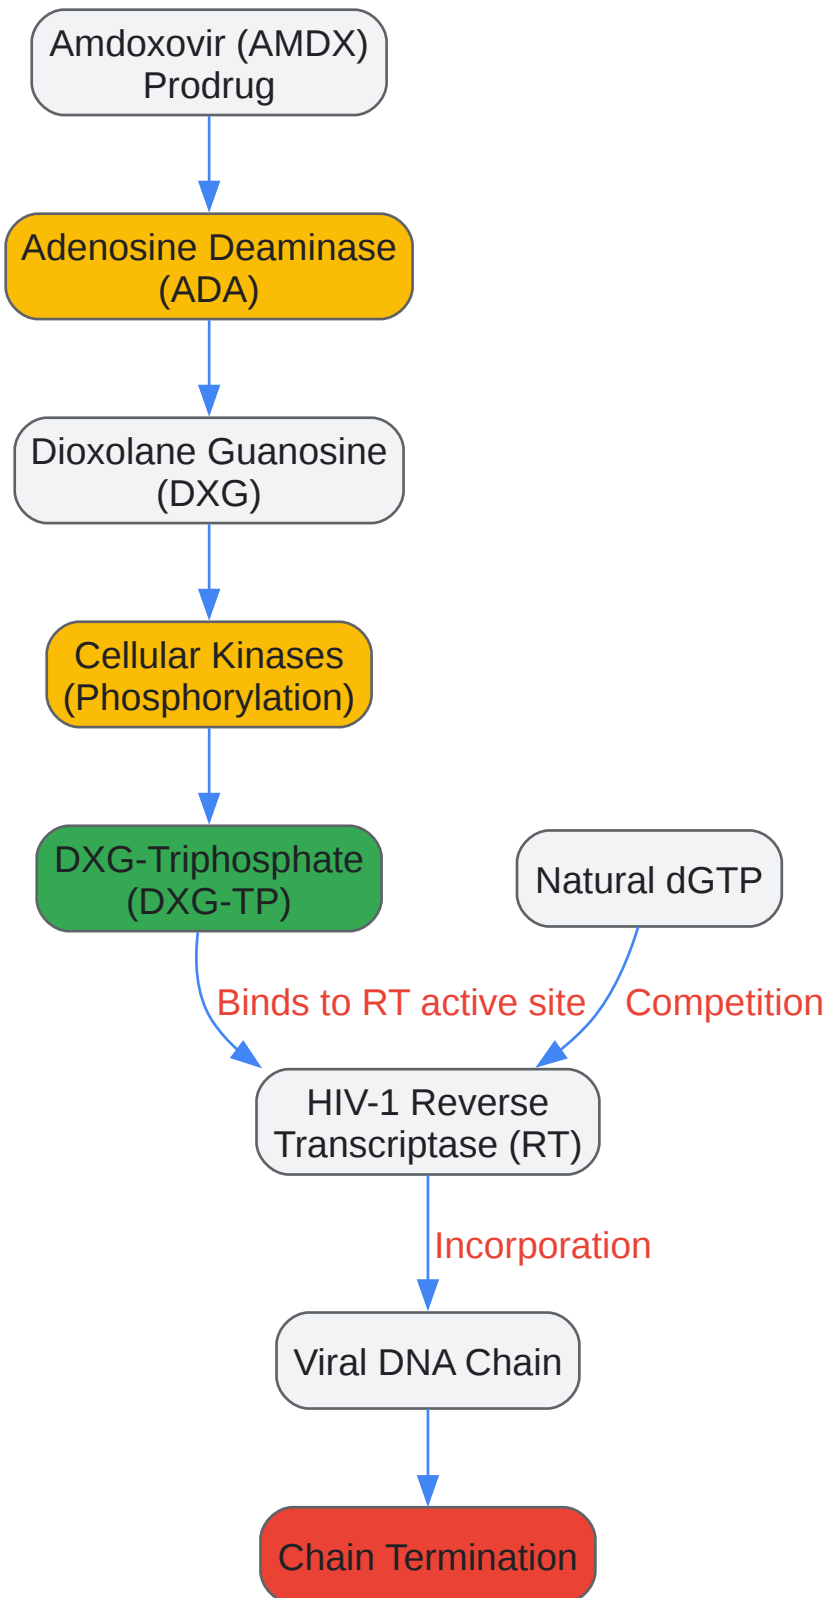 Amdoxovir (AMDX)
Prodrug
Adenosine Deaminase
(ADA)
Dioxolane Guanosine
(DXG)
Cellular Kinases
(Phosphorylation)
DXG-Triphosphate
(DXG-TP)
Natural dGTP
Binds to RT active site
Competition
HIV-1 Reverse
Transcriptase (RT)
Incorporation
Viral DNA Chain
Chain Termination